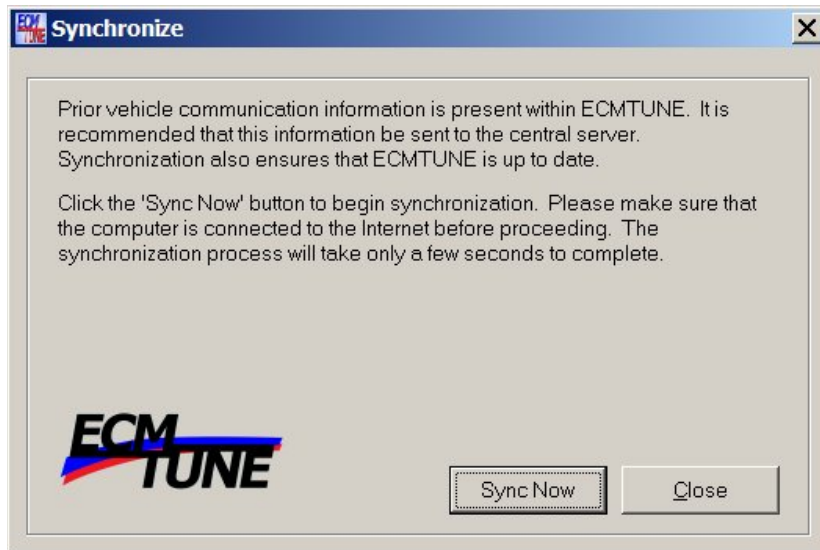 ECM TUNE Synchronize
Prior vehicle communication information is present within ECMTUNE. It is
recommended that this information be sent to the central server.
Synchronization also ensures that ECMTUNE is up to date.
Click the 'Sync Now' button to begin synchronization. Please make sure that
the computer is connected to the Internet before proceeding. The
synchronization process will take only a few seconds to complete.
ECM
TUNE
Sync Now Close